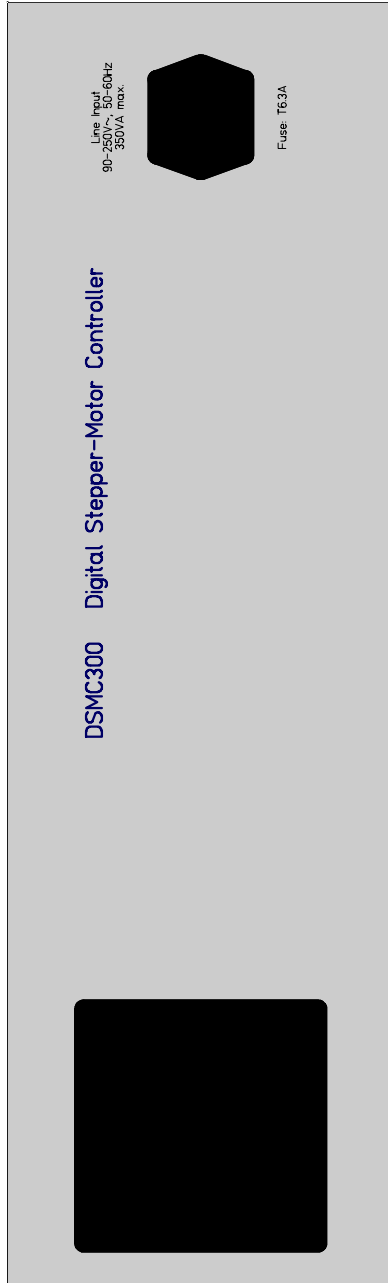 Line Input
90-250V~, 50-60Hz
350VA max.
Fuse: T6.3A
DSMC300 Digital Stepper-Motor Controller